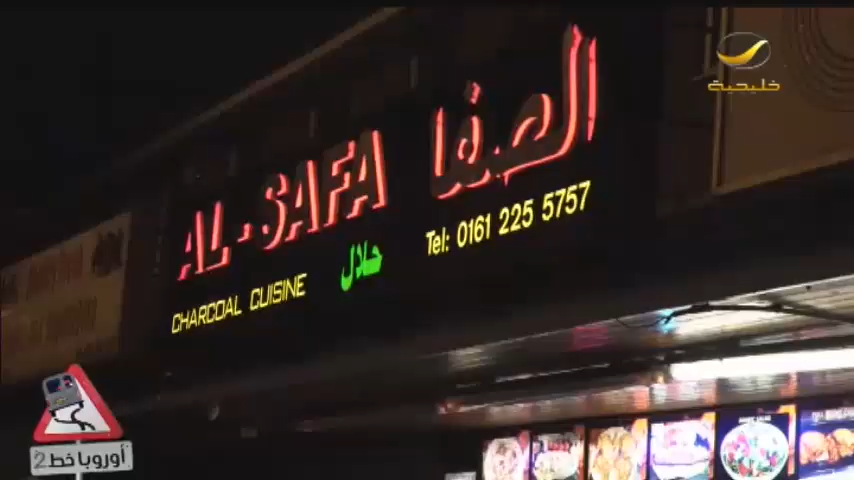 خليجية
AL-SAFA الصفا
CHARCOAL CUISINE حلال Tel: 0161 225 5757
أوروبا خط 2